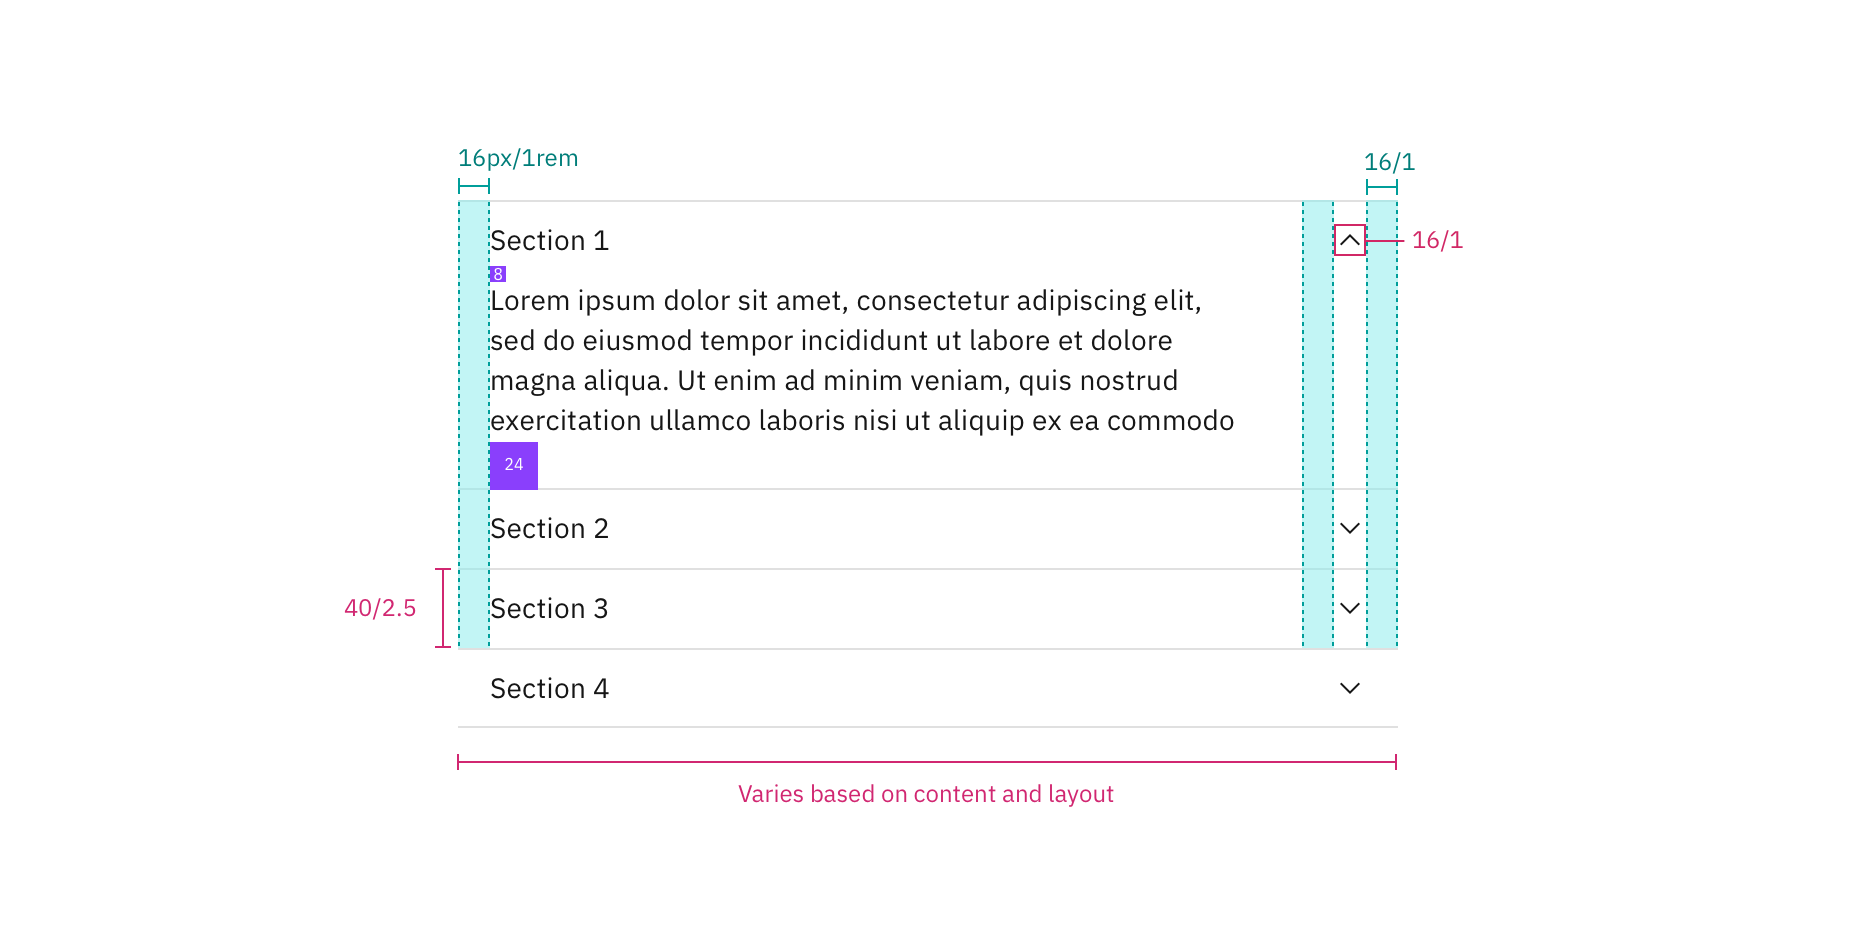 16px/1rem
16/1
Section 1
16/1
8
Lorem ipsum dolor sit amet, consectetur adipiscing elit,
sed do eiusmod tempor incididunt ut labore et dolore
magna aliqua. Ut enim ad minim veniam, quis nostrud
exercitation ullamco laboris nisi ut aliquip ex ea commodo
24
Section 2
40/2.5
Section 3
Section 4
Varies based on content and layout